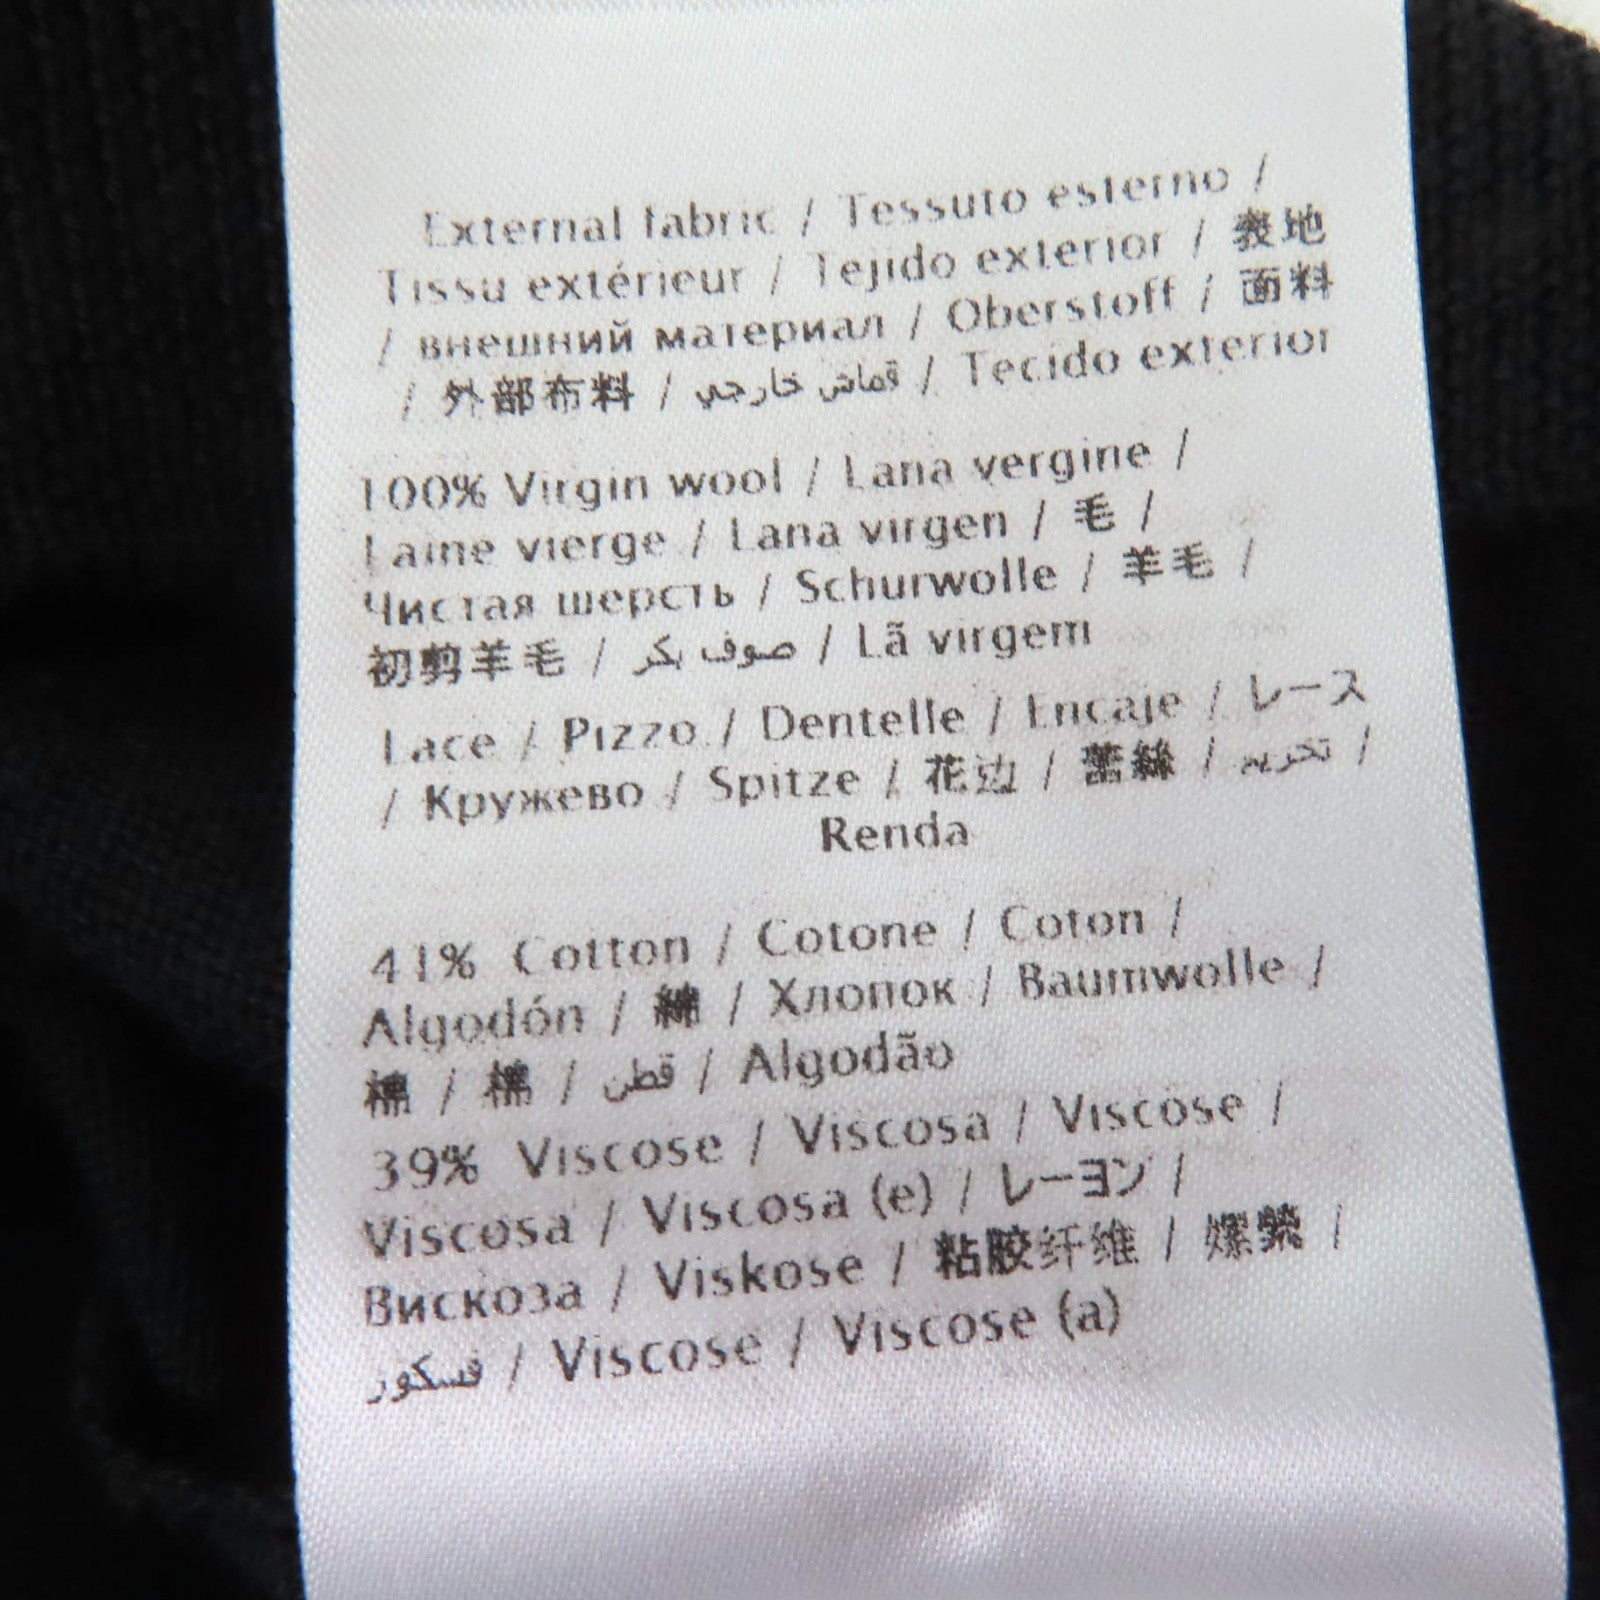 External fabric / Tessuto esterno /
Tissu extérieur / Tejido exterior / 表地
/ внешний материал / Oberstoff / 面料
/ 外部布料 / قماش خارجي / Tecido exterior
100% Virgin wool / Lana vergine /
Laine vierge / Lana virgen / 毛 /
Чистая шерсть / Schurwolle / 羊毛 /
初剪羊毛 / صوف بكر / Lã virgem
Lace / Pizzo / Dentelle / Encaje / レース
/ Кружево / Spitze / 花边 / 蕾絲 / تخريم /
Renda
41% Cotton / Cotone / Coton /
Algodón / 綿 / Хлопок / Baumwolle /
棉 / 棉 / قطن / Algodão
39% Viscose / Viscosa / Viscose /
Viscosa / Viscosa (e) / レーヨン /
Вискоза / Viskose / 粘胶纤维 / 嫘縈 /
فسكور / Viscose / Viscose (a)